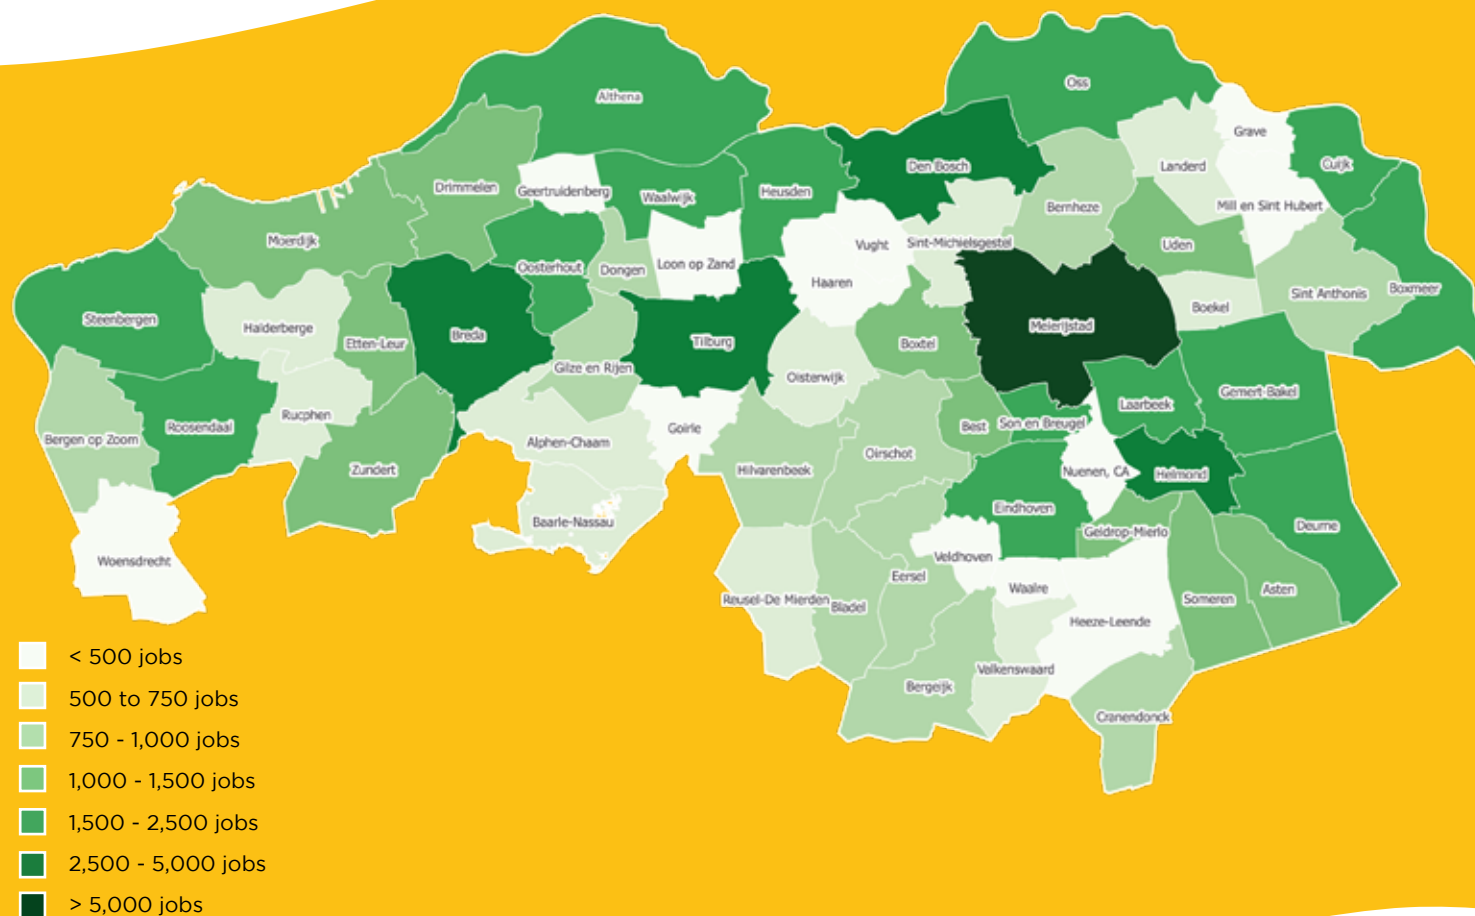 Althena
Oss
Grave
Den Bosch
Landerd
Cuijk
Drimmelen
Geertruidenberg
Waalwijk
Heusden
Bernheze
Mill en Sint Hubert
Moerdijk
Vught
Sint-Michielsgestel
Uden
Oosterhout
Dongen
Loon op Zand
Haaren
Sint Anthonis
Boxmeer
Steenbergen
Halderberge
Etten-Leur
Breda
Tilburg
Boxtel
Meierijstad
Boekel
Gilze en Rijen
Oisterwijk
Gemert-Bakel
Bergen op Zoom
Roosendaal
Rucphen
Alphen-Chaam
Goirle
Best
Son en Breugel
Laarbeek
Zundert
Hilvarenbeek
Oirschot
Nuenen, CA
Helmond
Baarle-Nassau
Eindhoven
Geldrop-Mierlo
Deurne
Woensdrecht
Veldhoven
Reusel-De Mierden
Bladel
Eersel
Waalre
Heeze-Leende
Someren
Asten
Bergeijk
Valkenswaard
Cranendonck
< 500 jobs
500 to 750 jobs
750 - 1,000 jobs
1,000 - 1,500 jobs
1,500 - 2,500 jobs
2,500 - 5,000 jobs
> 5,000 jobs